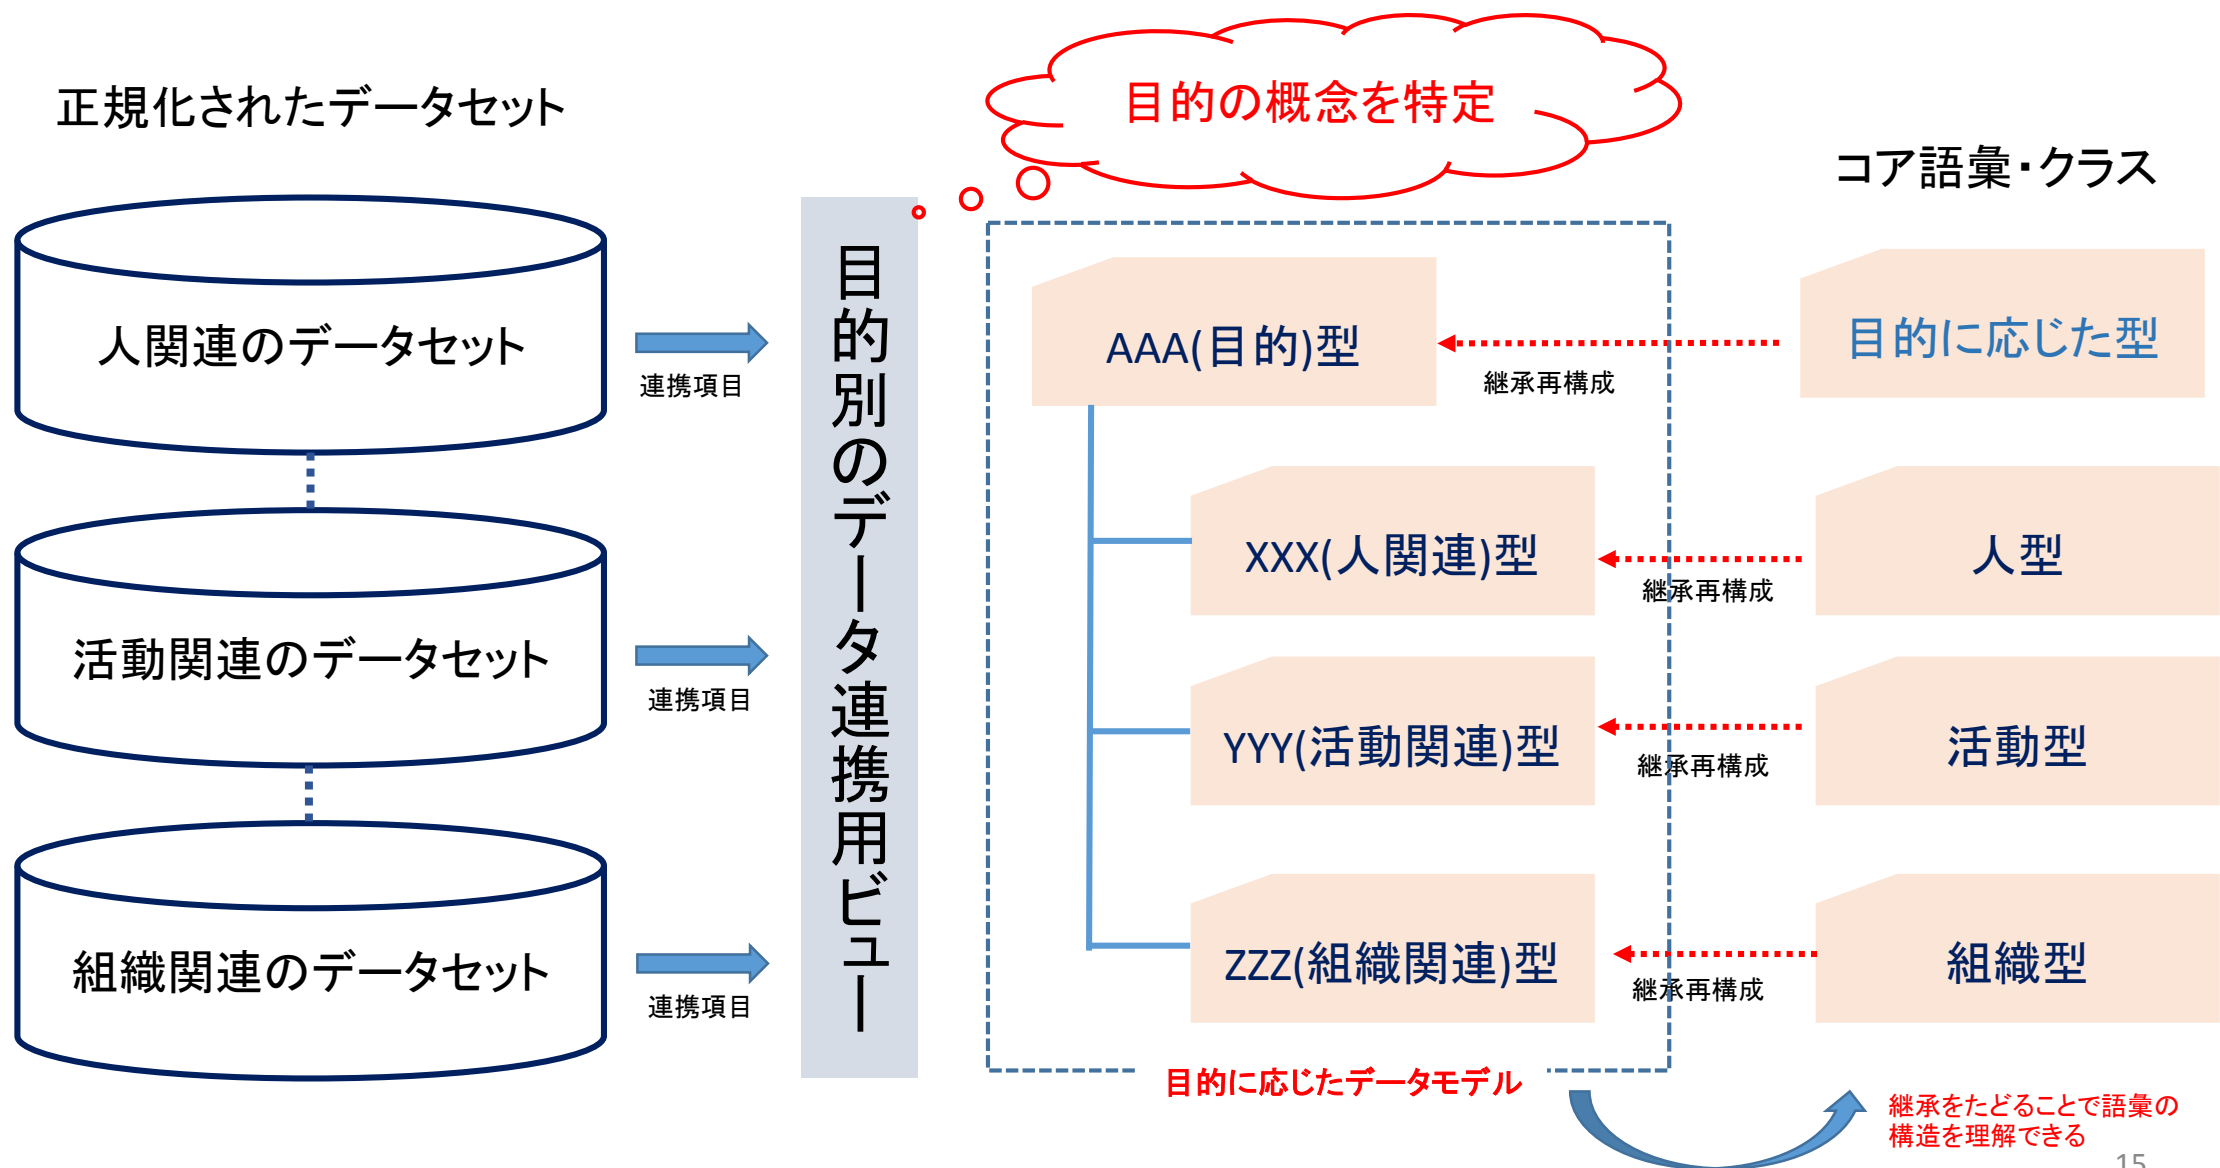 正規化されたデータセット
目的の概念を特定
コア語彙・クラス
人関連のデータセット
連携項目
活動関連のデータセット
連携項目
組織関連のデータセット
連携項目
目的別のデータ連携用ビュー
AAA(目的)型
継承再構成
目的に応じた型
XXX(人関連)型
継承再構成
人型
YYY(活動関連)型
継承再構成
活動型
ZZZ(組織関連)型
継承再構成
組織型
目的に応じたデータモデル
継承をたどることで語彙の
構造を理解できる
15